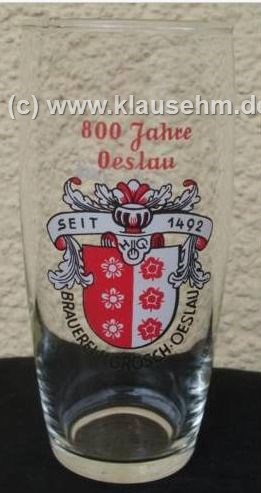 (c) www.klausehm.de
800 Jahre
Oeslau
SEIT 1492
BRAUEREI GROSCH·OESLAU